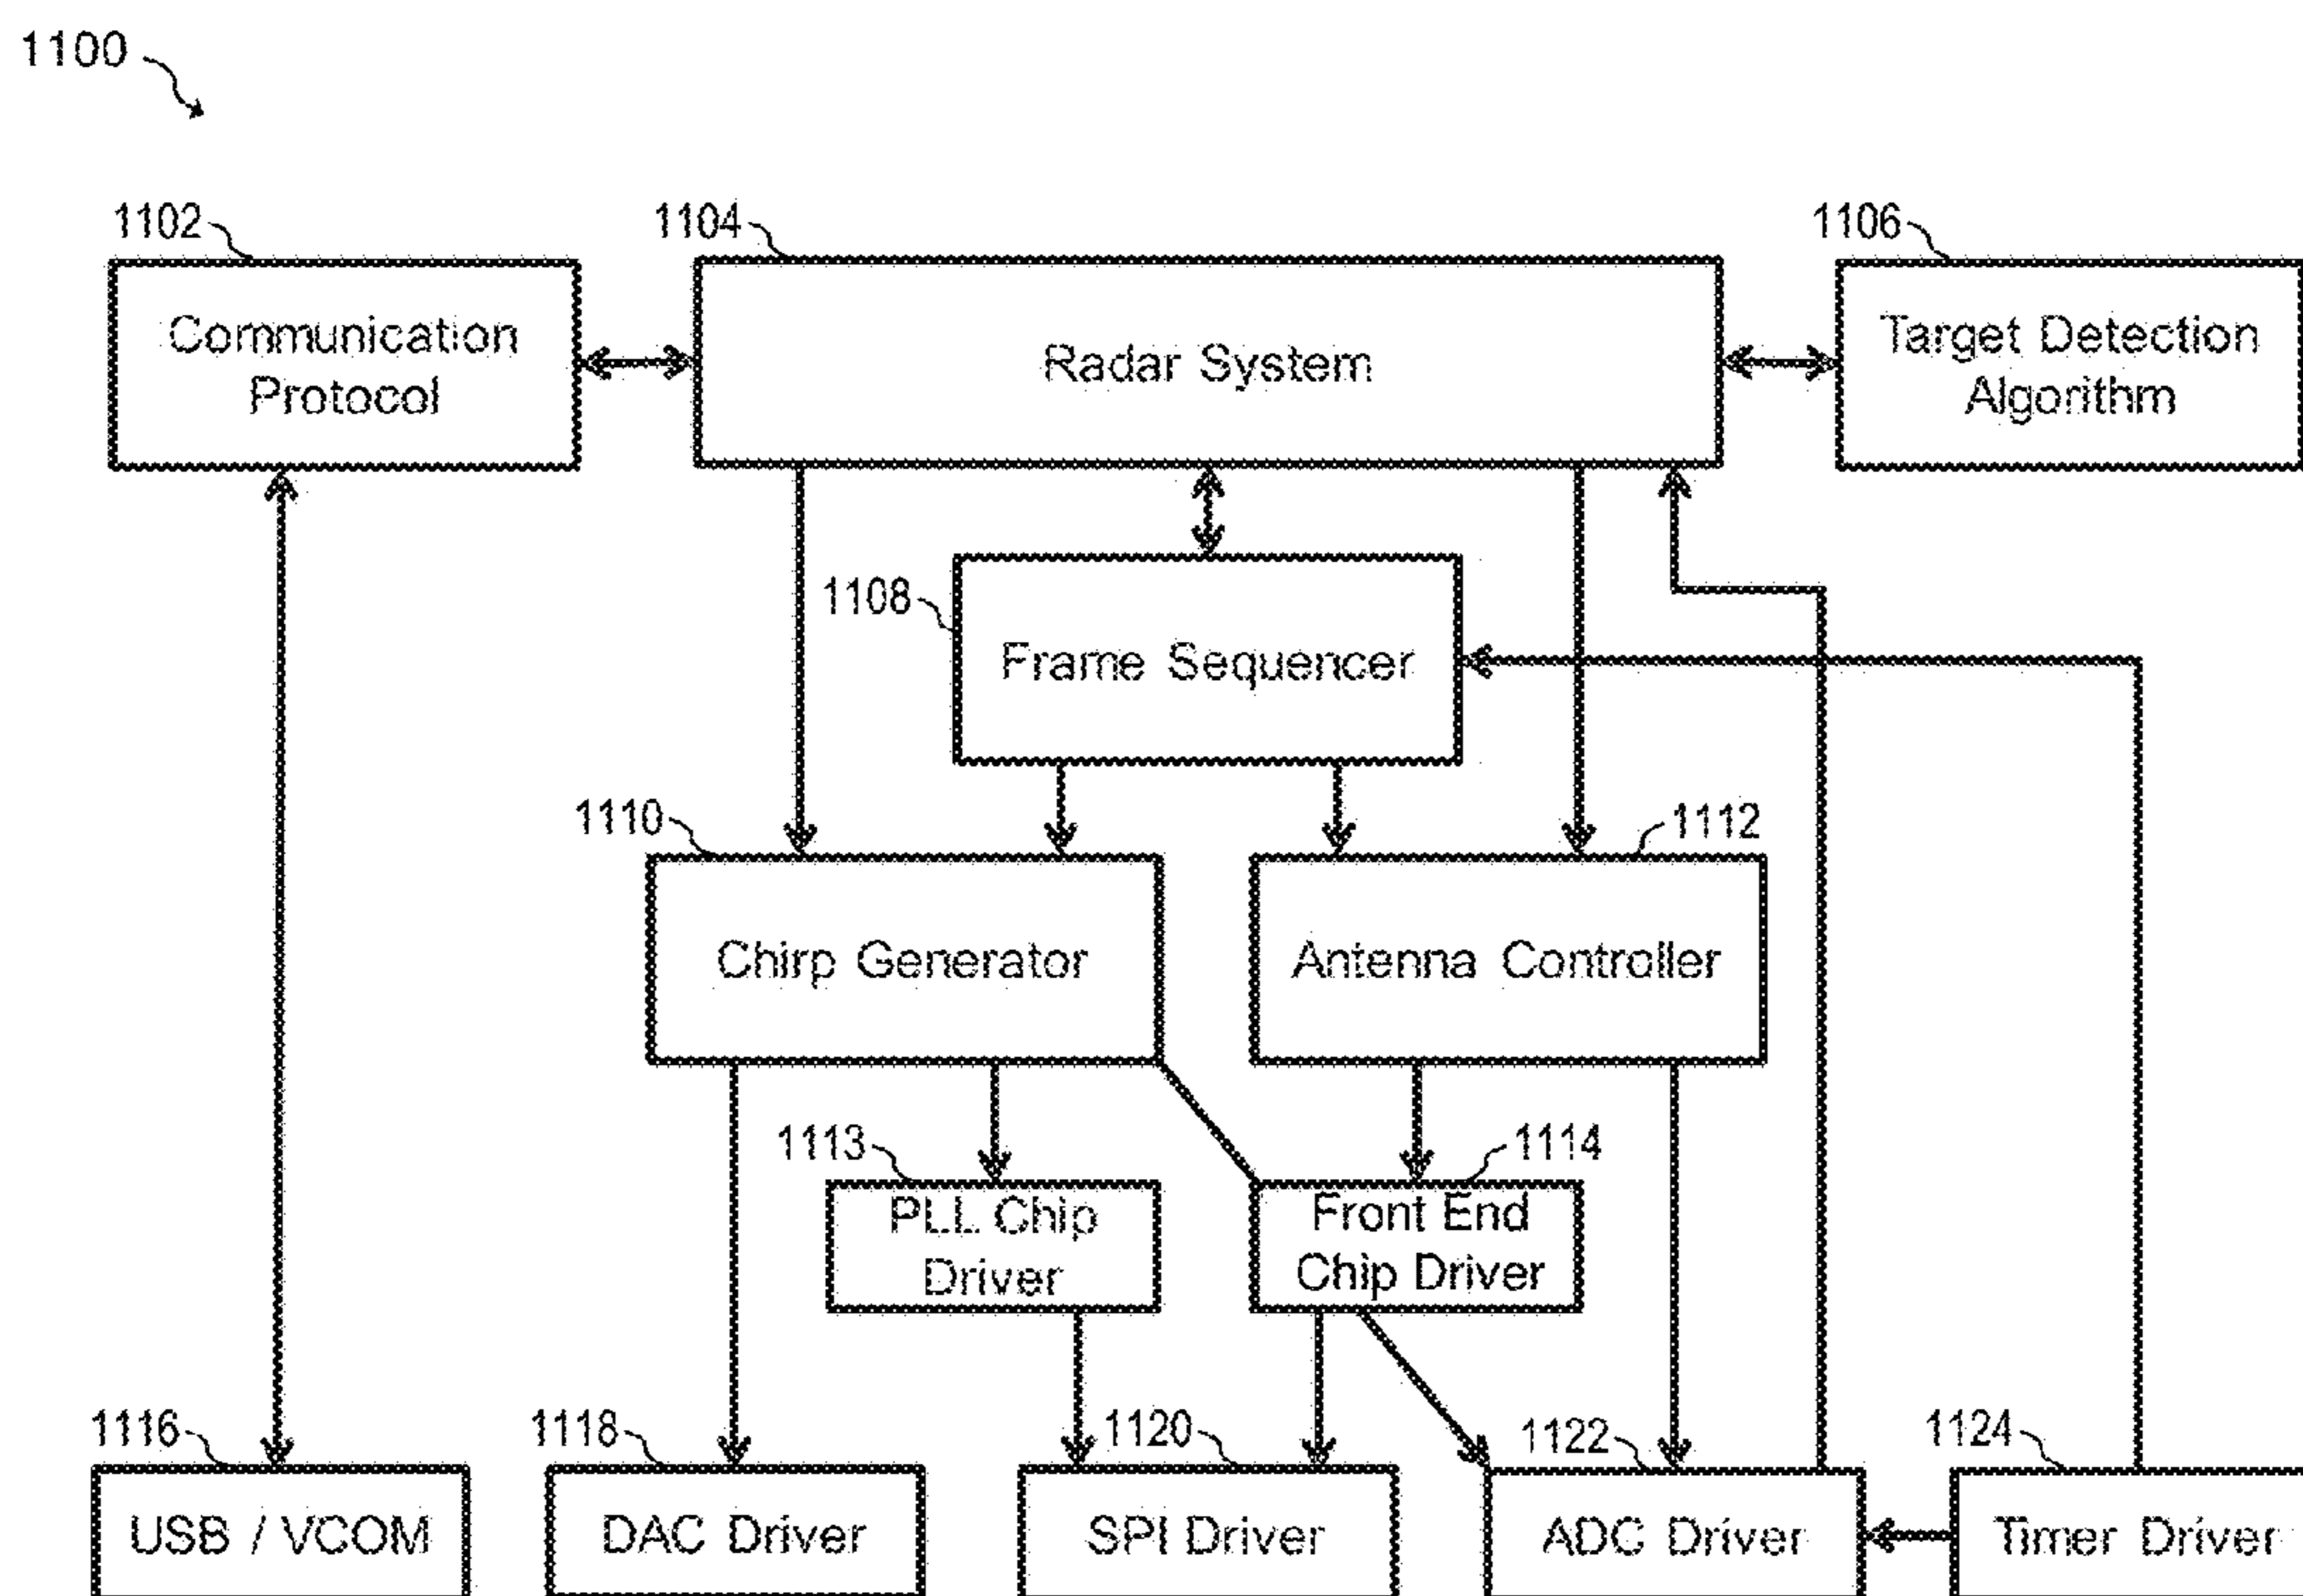 1100
1102
1104
1106
Communication
Protocol
Radar System
Target Detection
Algorithm
1108
Frame Sequencer
1110
1112
Chirp Generator
Antenna Controller
1113
1114
PLL Chip
Driver
Front End
Chip Driver
1116
1118
1120
1122
1124
USB / VCOM
DAC Driver
SPI Driver
ADC Driver
Timer Driver